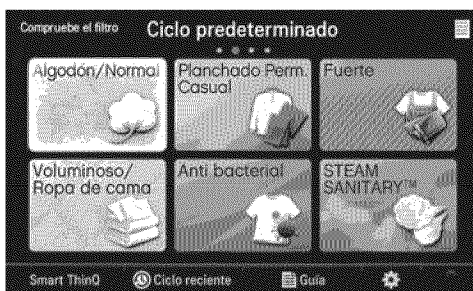 Compruebe el filtro
Ciclo predeterminado
Algodón/Normal
Planchado Perm.
Casual
Fuerte
Voluminoso/
Ropa de cama
Anti bacterial
STEAM
SANITARY™
Smart ThinQ
Ciclo reciente
Guía